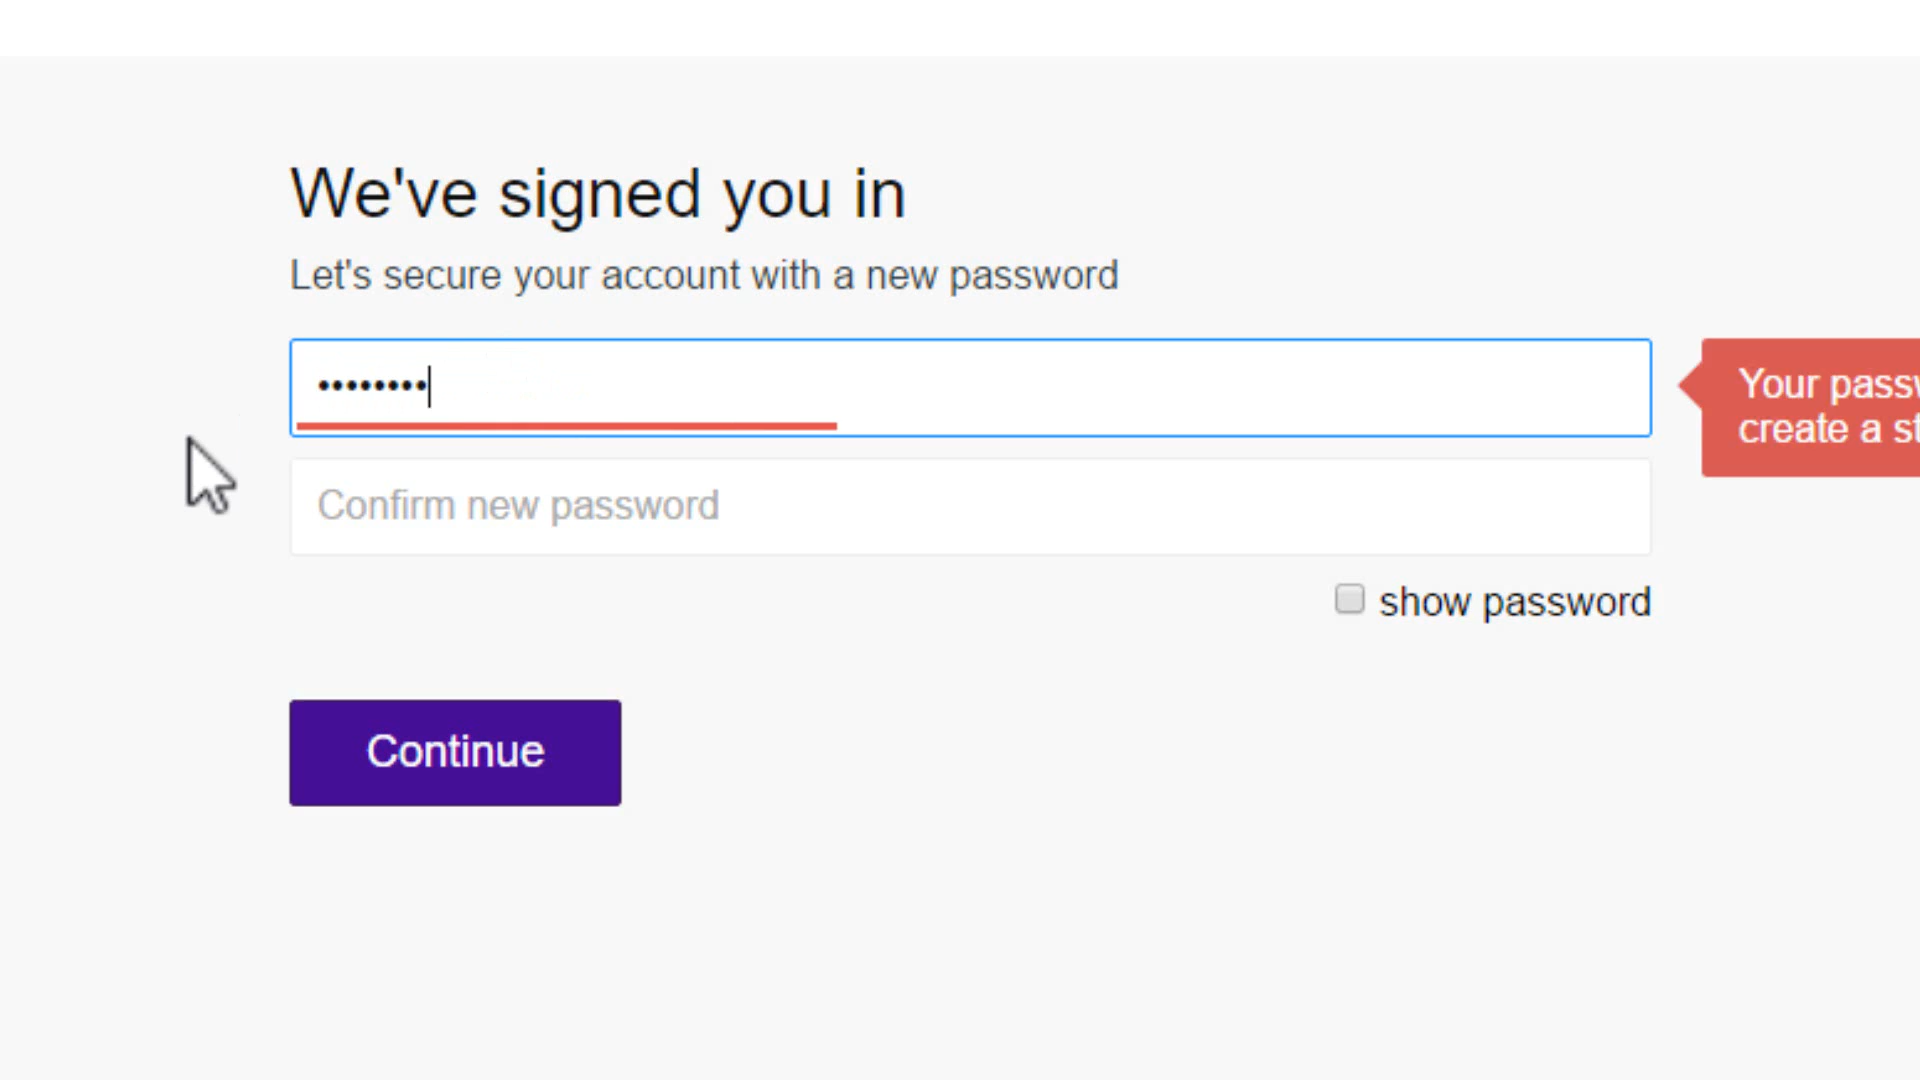 We've signed you in
Let's secure your account with a new password
••••••••
Your
create a
Confirm new password
show password
Continue